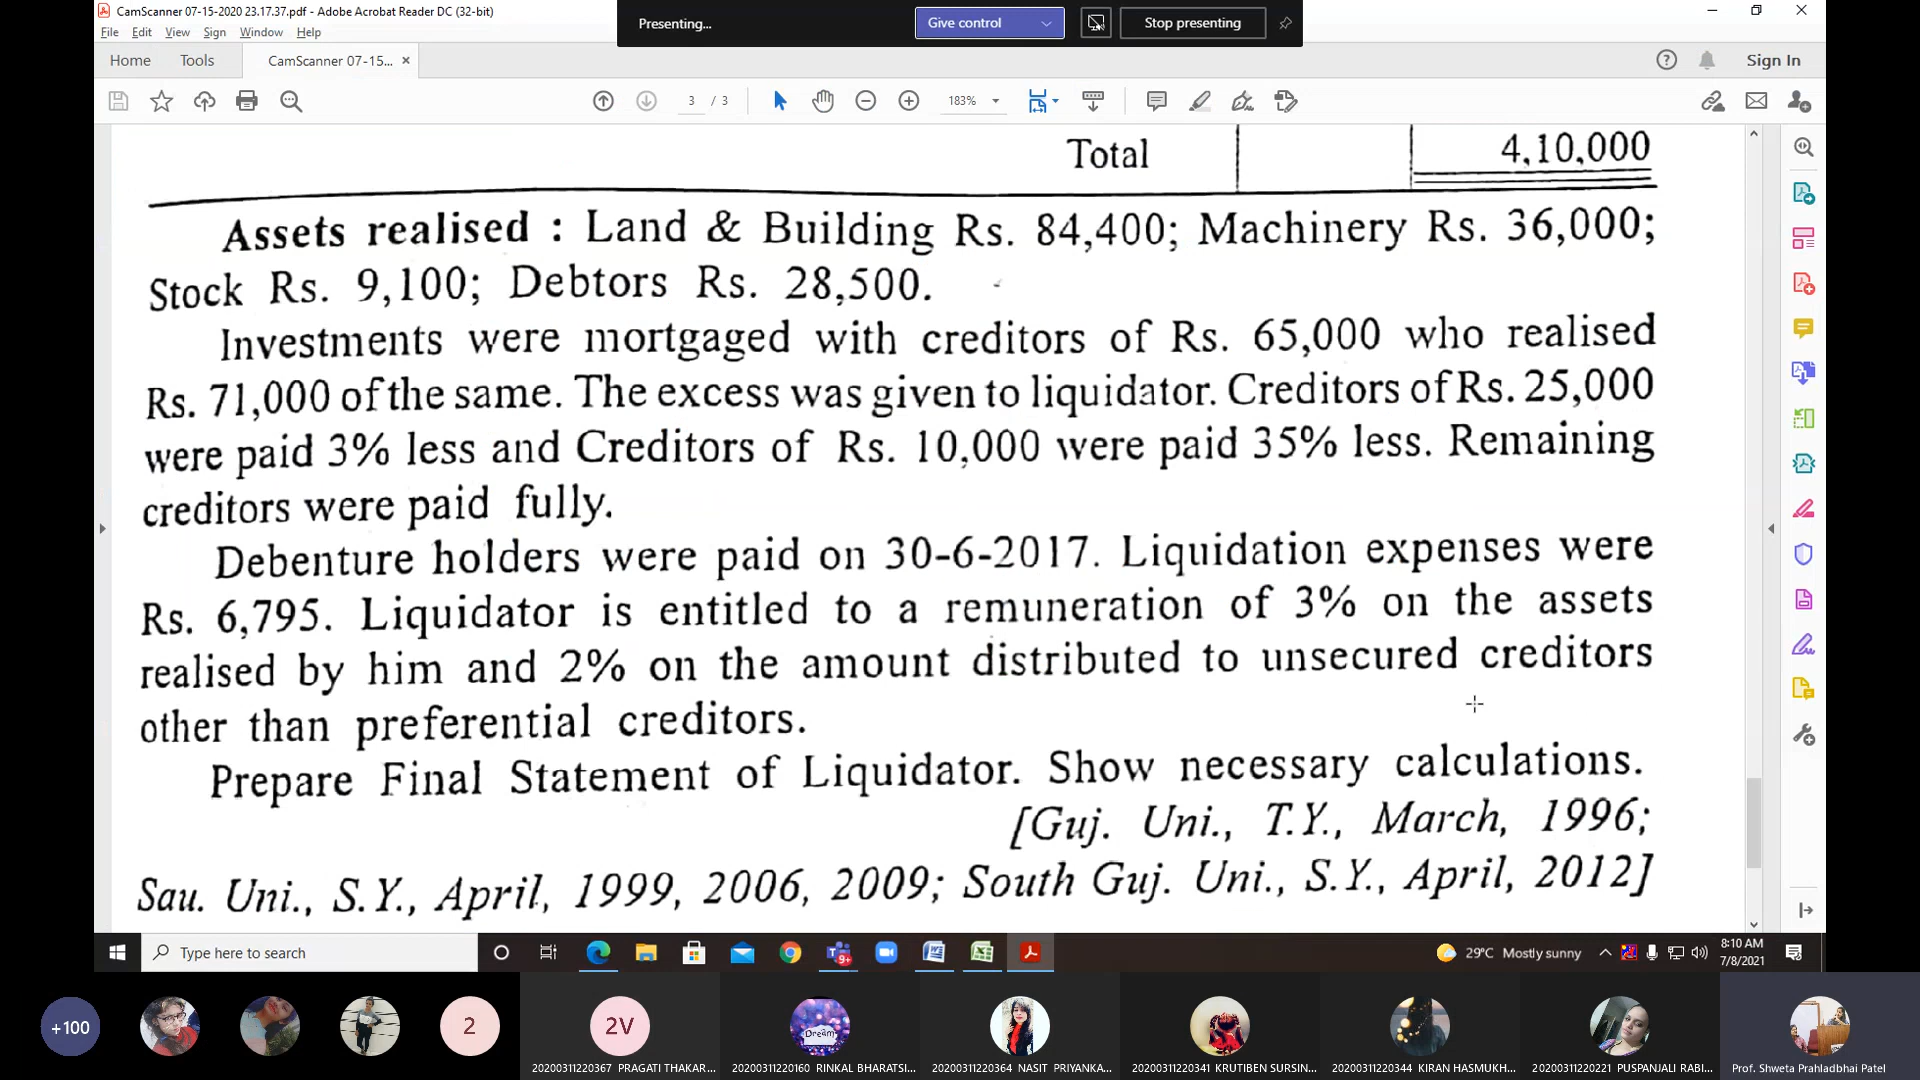 CamScanner 07-15-2020 23.17.37.pdf - Adobe Acrobat Reader DC (32-bit)
Presenting...
Give control
Stop presenting
File Edit View Sign Window Help
Home Tools CamScanner 07-15... × Sign In
3 / 3 183%
Total 4,10,000
Assets realised : Land & Building Rs. 84,400; Machinery Rs. 36,000;
Stock Rs. 9,100; Debtors Rs. 28,500.
Investments were mortgaged with creditors of Rs. 65,000 who realised
Rs. 71,000 of the same. The excess was given to liquidator. Creditors of Rs. 25,000
were paid 3% less and Creditors of Rs. 10,000 were paid 35% less. Remaining
creditors were paid fully.
Debenture holders were paid on 30-6-2017. Liquidation expenses were
Rs. 6,795. Liquidator is entitled to a remuneration of 3% on the assets
realised by him and 2% on the amount distributed to unsecured creditors
other than preferential creditors.
Prepare Final Statement of Liquidator. Show necessary calculations.
[Guj. Uni., T.Y., March, 1996;
Sau. Uni., S.Y., April, 1999, 2006, 2009; South Guj. Uni., S.Y., April, 2012]
Type here to search
9+
29°C Mostly sunny
8:10 AM
7/8/2021
+100
2
2V
Dream
20200311220367 PRAGATI THAKAR...
20200311220160 RINKAL BHARATSI...
20200311220364 NASIT PRIYANKA...
20200311220341 KRUTIBEN SURSIN...
20200311220344 KIRAN HASMUKH...
20200311220221 PUSPANJALI RABI...
Prof. Shweta Prahladbhai Patel